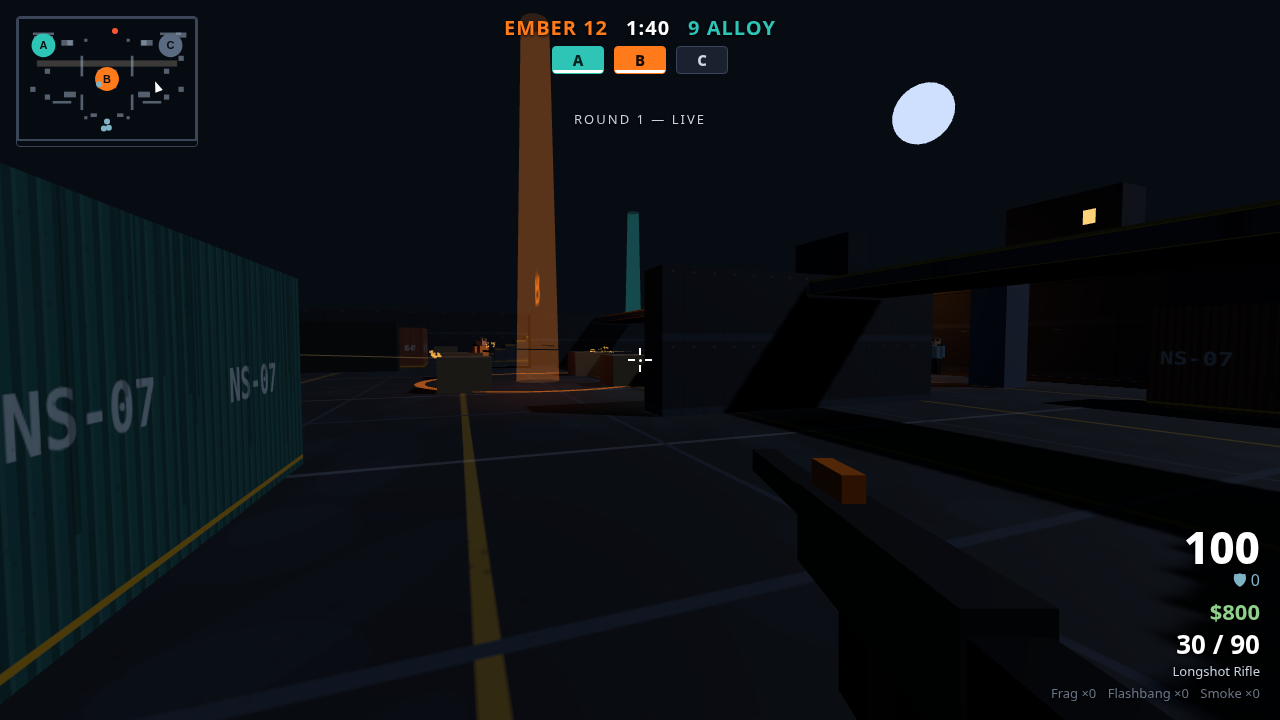 EMBER 12 1:40 9 ALLOY
A B C
A C
B
ROUND 1 — LIVE
NS-07 NS-07
NS-07
100
0
$800
30 / 90
Longshot Rifle
Frag ×0 Flashbang ×0 Smoke ×0